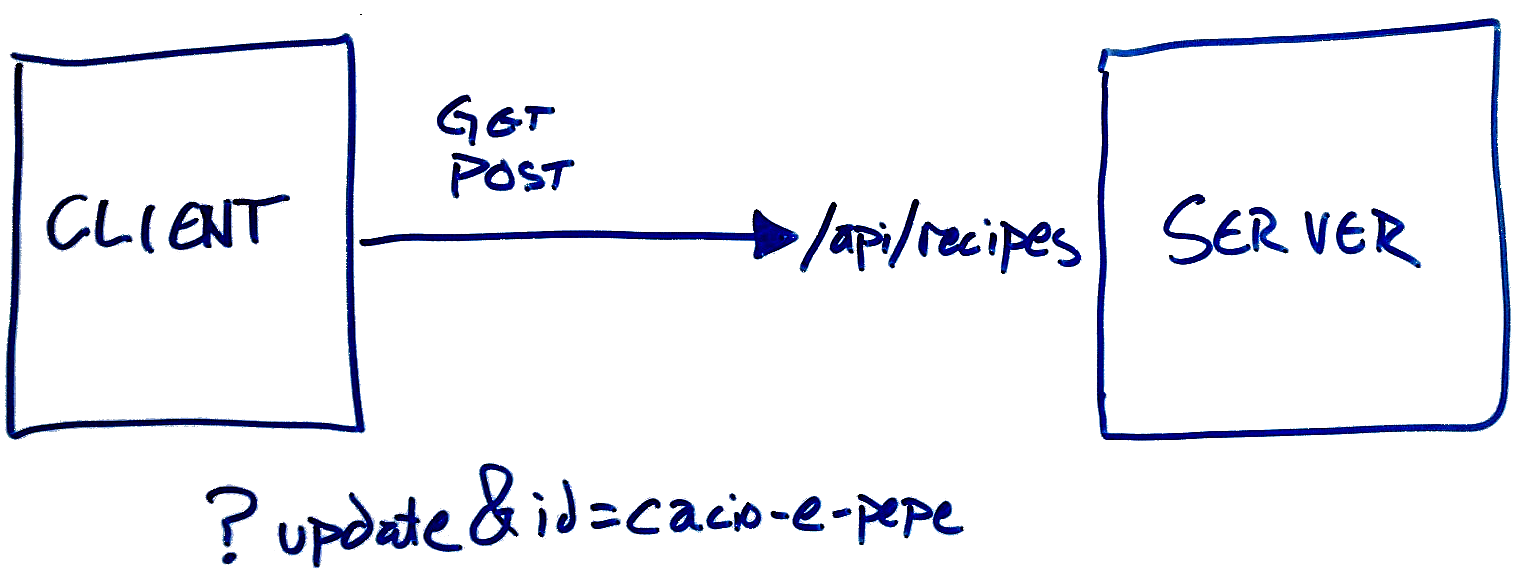 GET
POST
CLIENT
/api/recipes
SERVER
?update&id=cacio-e-pepe